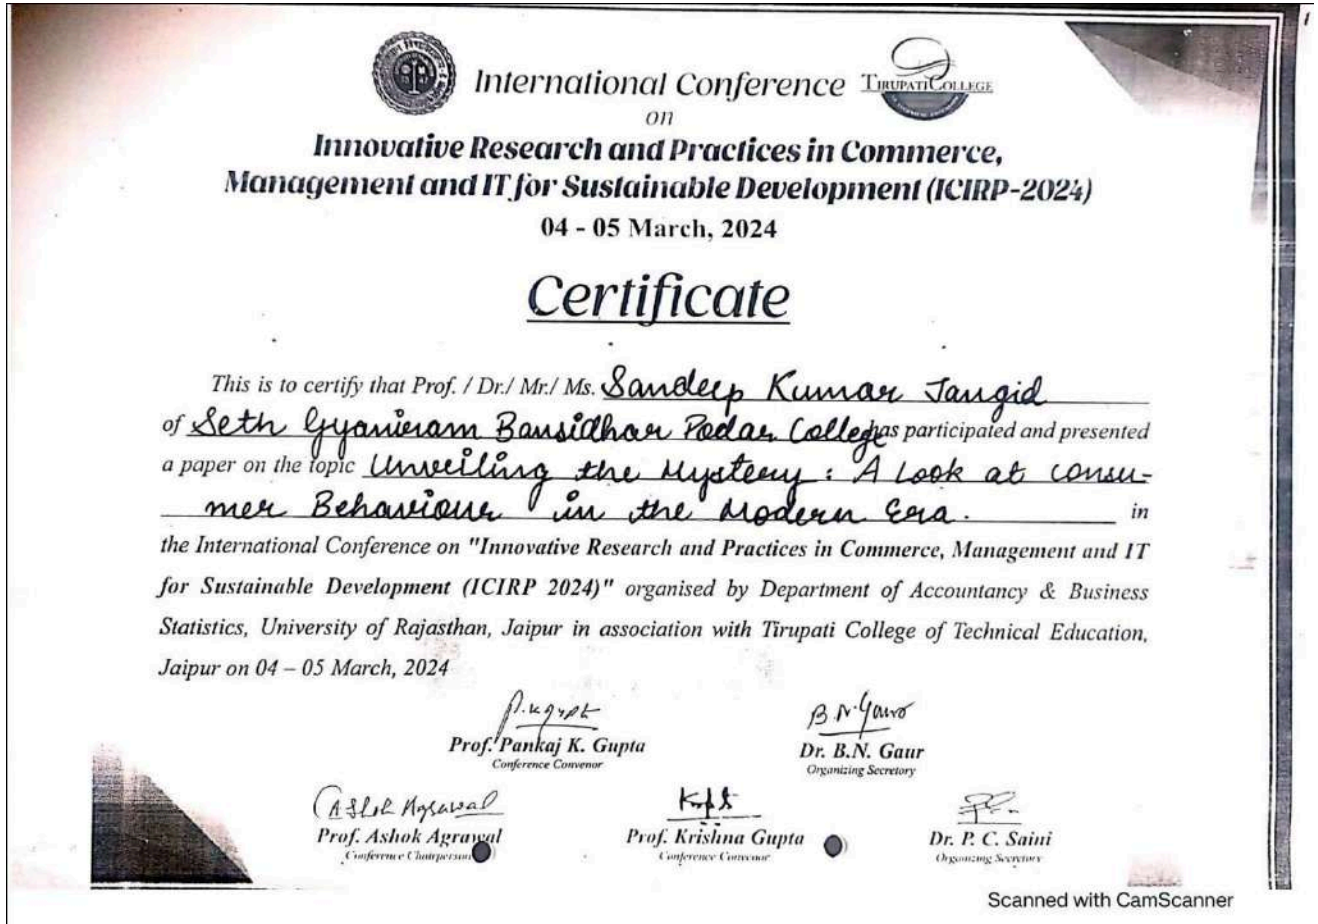 International Conference
TIRUPATI COLLEGE
on
Innovative Research and Practices in Commerce,
Management and IT for Sustainable Development (ICIRP-2024)
04 - 05 March, 2024
Certificate
This is to certify that Prof. / Dr./ Mr./ Ms. Sandeep Kumar Jangid
of Seth Gyaniram Bansidhar Podar College has participated and presented
a paper on the topic Unveiling the Mystery : A Look at consu-
mer Behaviour in the Modern Era. in
the International Conference on "Innovative Research and Practices in Commerce, Management and IT
for Sustainable Development (ICIRP 2024)" organised by Department of Accountancy & Business
Statistics, University of Rajasthan, Jaipur in association with Tirupati College of Technical Education,
Jaipur on 04 – 05 March, 2024
Prof. Pankaj K. Gupta
Conference Convenor
B.N. Gaur
Dr. B.N. Gaur
Organizing Secretory
Ashok Agrawal
Prof. Ashok Agrawal
Conference Chairperson
Prof. Krishna Gupta
Conference Convenor
Dr. P. C. Saini
Organizing Secretory
Scanned with CamScanner